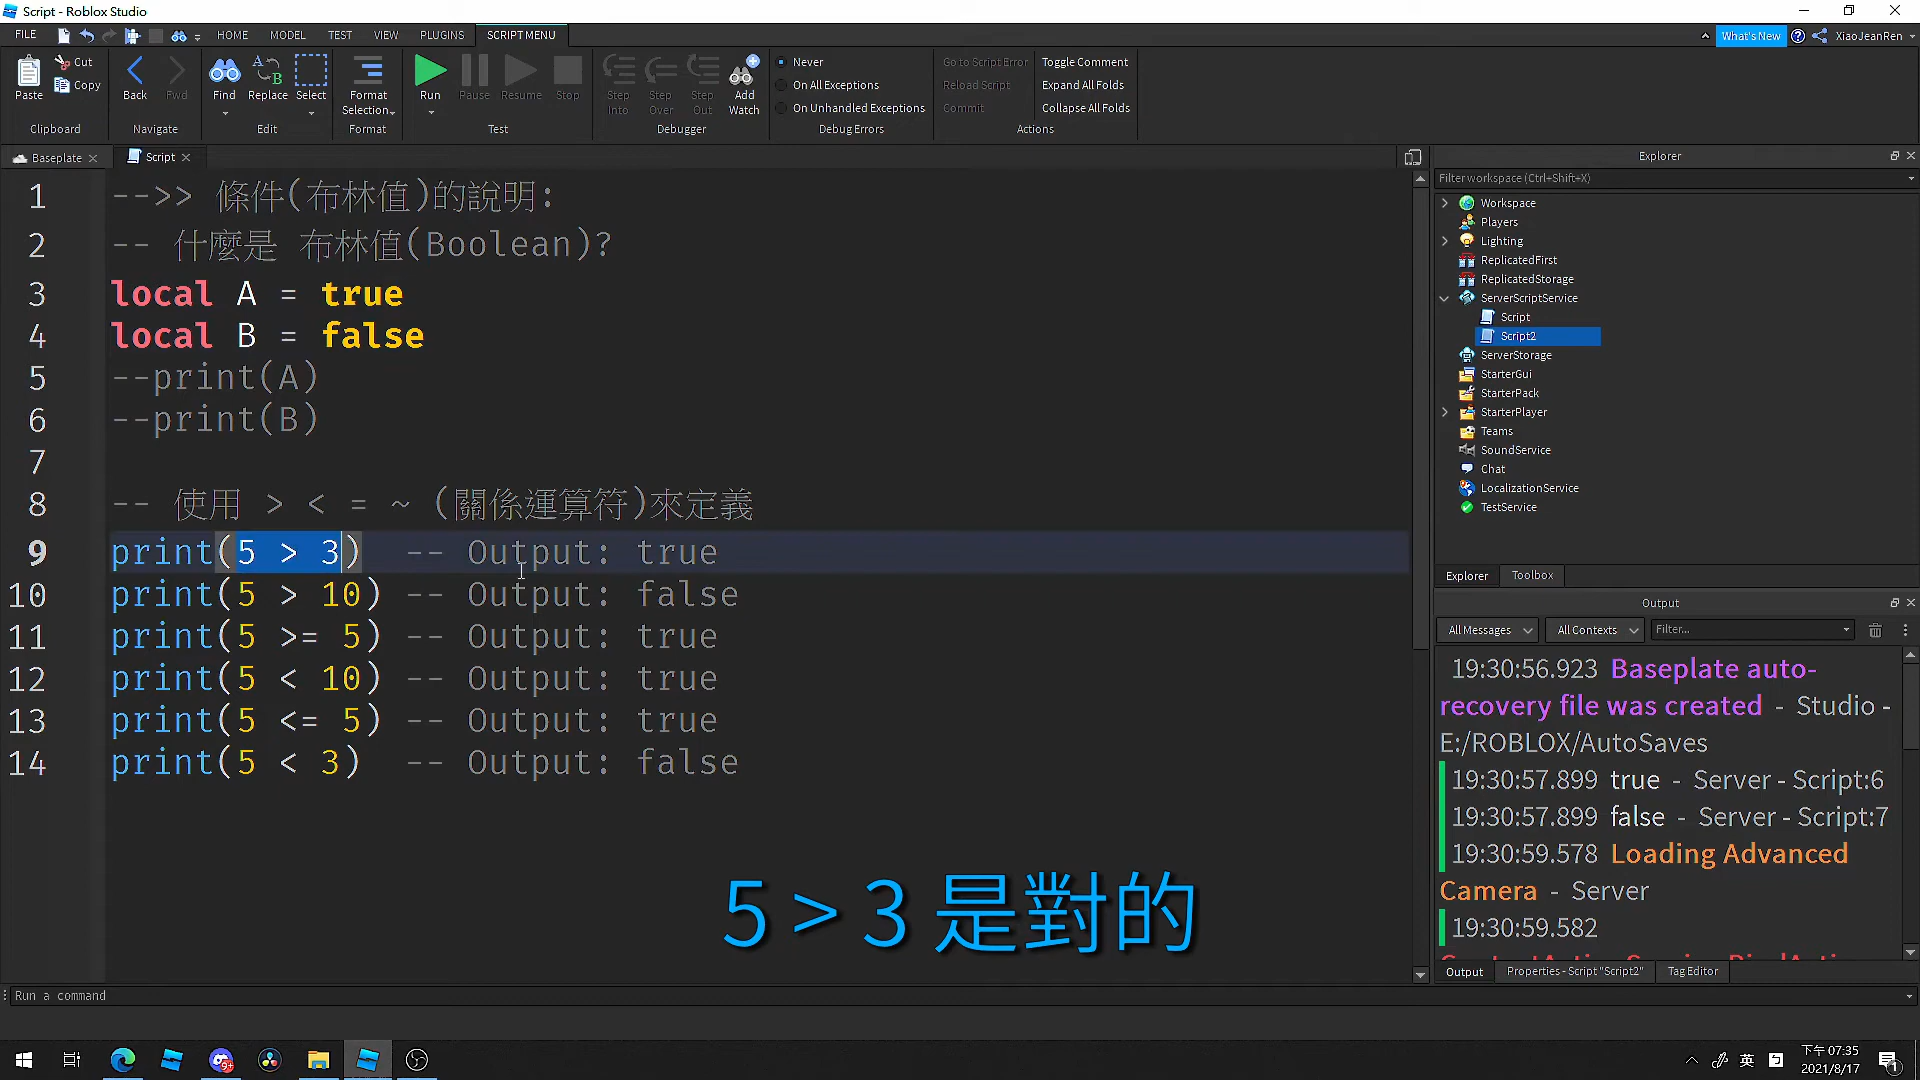 Script - Roblox Studio
FILE HOME MODEL TEST VIEW PLUGINS SCRIPT MENU What's New XiaoJeanRen
Paste Cut Copy Back Fwd Find Replace Select Format Selection Run Pause Resume Stop Step Into Step Over Step Out Add Watch
Never
On All Exceptions
On Unhandled Exceptions
Go to Script Error
Reload Script
Commit
Toggle Comment
Expand All Folds
Collapse All Folds
Clipboard Navigate Edit Format Test Debugger Debug Errors Actions
Baseplate Script
1 -->> 條件(布林值)的說明:
2 -- 什麼是 布林值(Boolean)?
3 local A = true
4 local B = false
5 --print(A)
6 --print(B)
7
8 -- 使用 > < = ~ (關係運算符)來定義
9 print(5 > 3) -- Output: true
10 print(5 > 10) -- Output: false
11 print(5 >= 5) -- Output: true
12 print(5 < 10) -- Output: true
13 print(5 <= 5) -- Output: true
14 print(5 < 3) -- Output: false
5 > 3 是對的
Explorer
Filter workspace (Ctrl+Shift+X)
Workspace
Players
Lighting
ReplicatedFirst
ReplicatedStorage
ServerScriptService
Script
Script2
ServerStorage
StarterGui
StarterPack
StarterPlayer
Teams
SoundService
Chat
LocalizationService
TestService
Explorer Toolbox
Output
All Messages All Contexts Filter...
19:30:56.923 Baseplate auto-
recovery file was created - Studio -
E:/ROBLOX/AutoSaves
19:30:57.899 true - Server - Script:6
19:30:57.899 false - Server - Script:7
19:30:59.578 Loading Advanced
Camera - Server
19:30:59.582
Output Properties - Script "Script2" Tag Editor
Run a command
9+
英
下午 07:35
2021/8/17
1